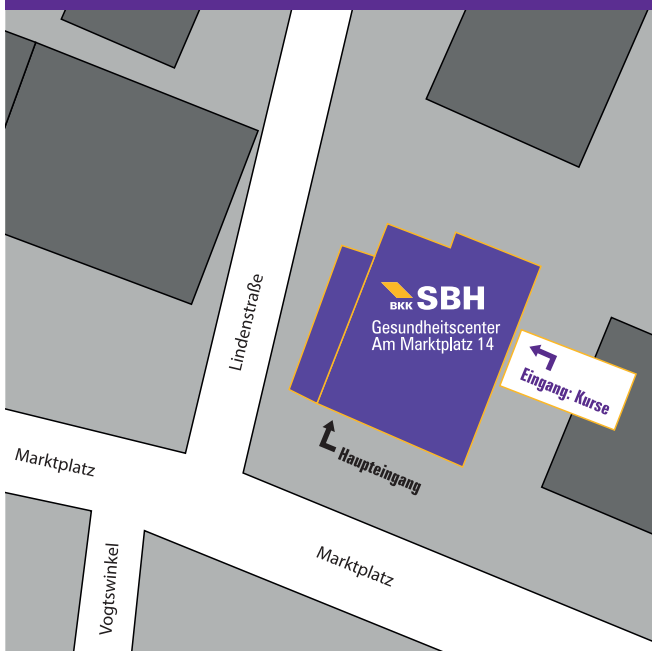 Lindenstraße
BKK SBH
Gesundheitscenter
Am Marktplatz 14
Eingang: Kurse
Haupteingang
Marktplatz
Marktplatz
Vogtswinkel